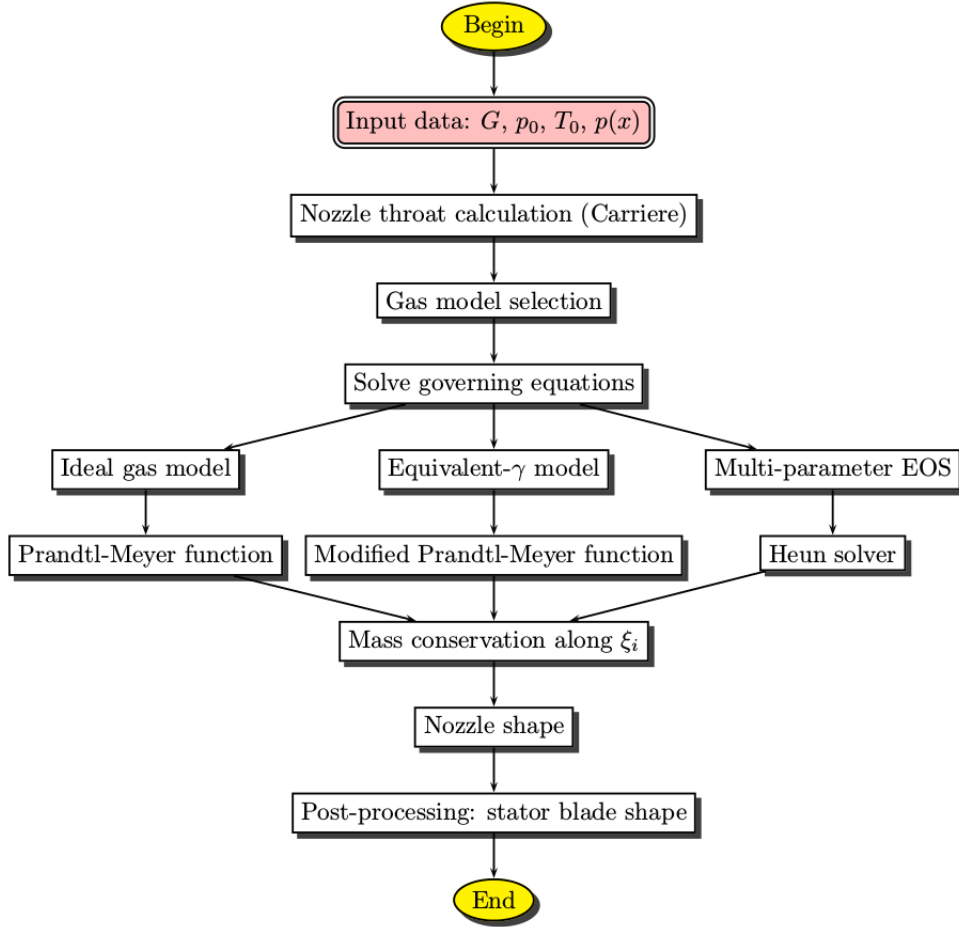 Begin
Input data: G, p₀, T₀, p(x)
Nozzle throat calculation (Carriere)
Gas model selection
Solve governing equations
Ideal gas model
Equivalent-γ model
Multi-parameter EOS
Prandtl-Meyer function
Modified Prandtl-Meyer function
Heun solver
Mass conservation along ξᵢ
Nozzle shape
Post-processing: stator blade shape
End